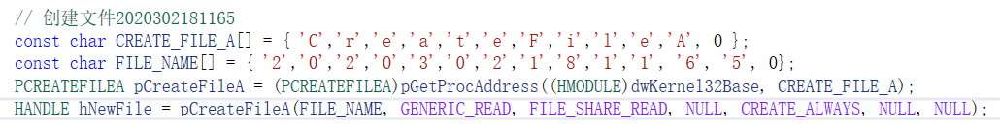 // 创建文件2020302181165
const char CREATE_FILE_A[] = { 'C','r','e','a','t','e','F','i','l','e','A', 0 };
const char FILE_NAME[] = { '2','0','2','0','3','0','2','1','8','1','1', '6', '5', 0};
PCREATEFILEA pCreateFileA = (PCREATEFILEA)pGetProcAddress((HMODULE)dwKernel32Base, CREATE_FILE_A);
HANDLE hNewFile = pCreateFileA(FILE_NAME, GENERIC_READ, FILE_SHARE_READ, NULL, CREATE_ALWAYS, NULL, NULL);